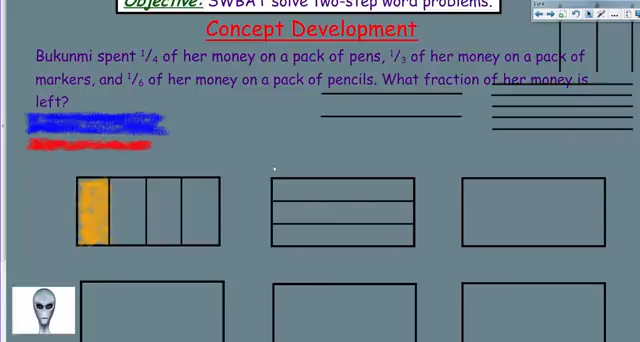 Objective: SWBAT solve two-step word problems.
Concept Development
Bukunmi spent 1/4 of her money on a pack of pens, 1/3 of her money on a pack of
markers, and 1/6 of her money on a pack of pencils. What fraction of her money is
left?